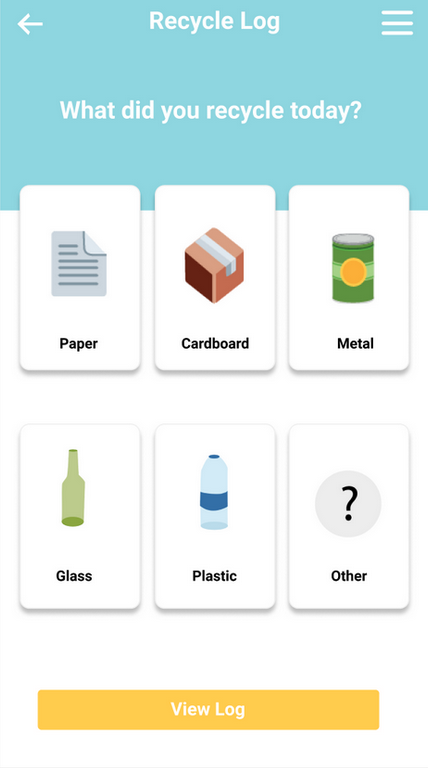 Recycle Log
What did you recycle today?
Paper
Cardboard
Metal
?
Glass
Plastic
Other
View Log